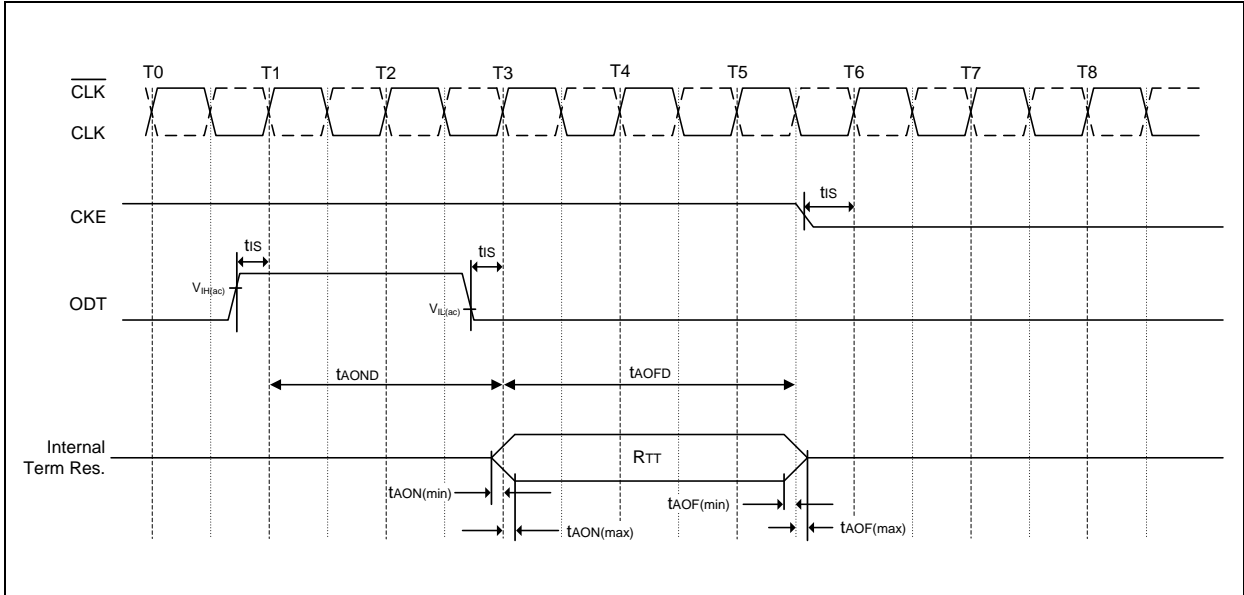 T0 T1 T2 T3 T4 T5 T6 T7 T8
CLK
CLK
CKE
tIS
tIS
tIS
VIH(ac)
ODT
VIL(ac)
tAOND
tAOFD
Internal
Term Res.
RTT
tAON(min)
tAOF(min)
tAON(max)
tAOF(max)